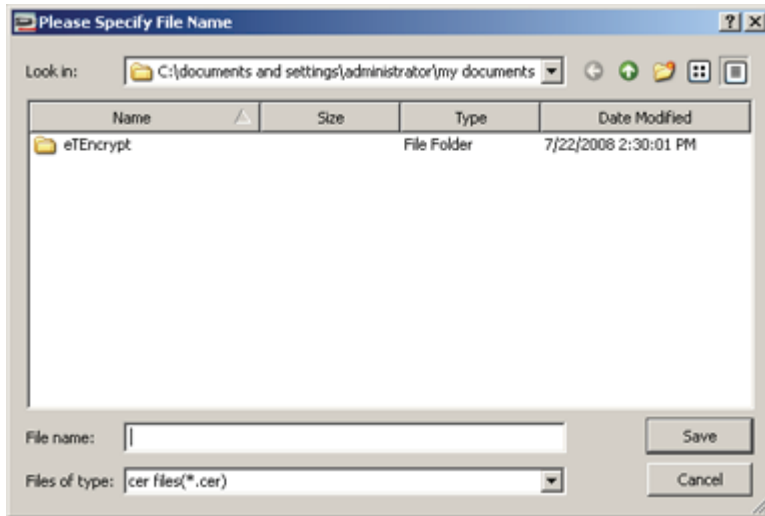 Please Specify File Name
Look in: C:\documents and settings\administrator\my documents
Name Size Type Date Modified
eTEncrypt File Folder 7/22/2008 2:30:01 PM
File name: Save
Files of type: cer files(*.cer) Cancel